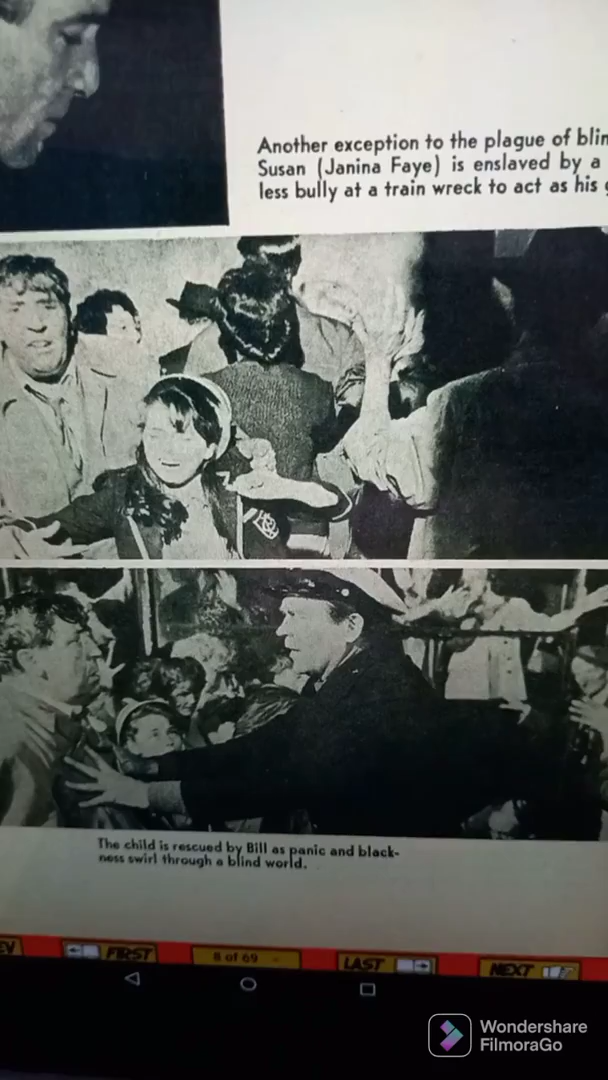 Another exception to the plague of
Susan (Janina Faye) is enslaved by a
less bully at a train wreck to act as his
The child is rescued by Bill as panic and black-
ness swirl through a blind world.
FIRST
8 of 69
LAST
NEXT
Wondershare
FilmoraGo